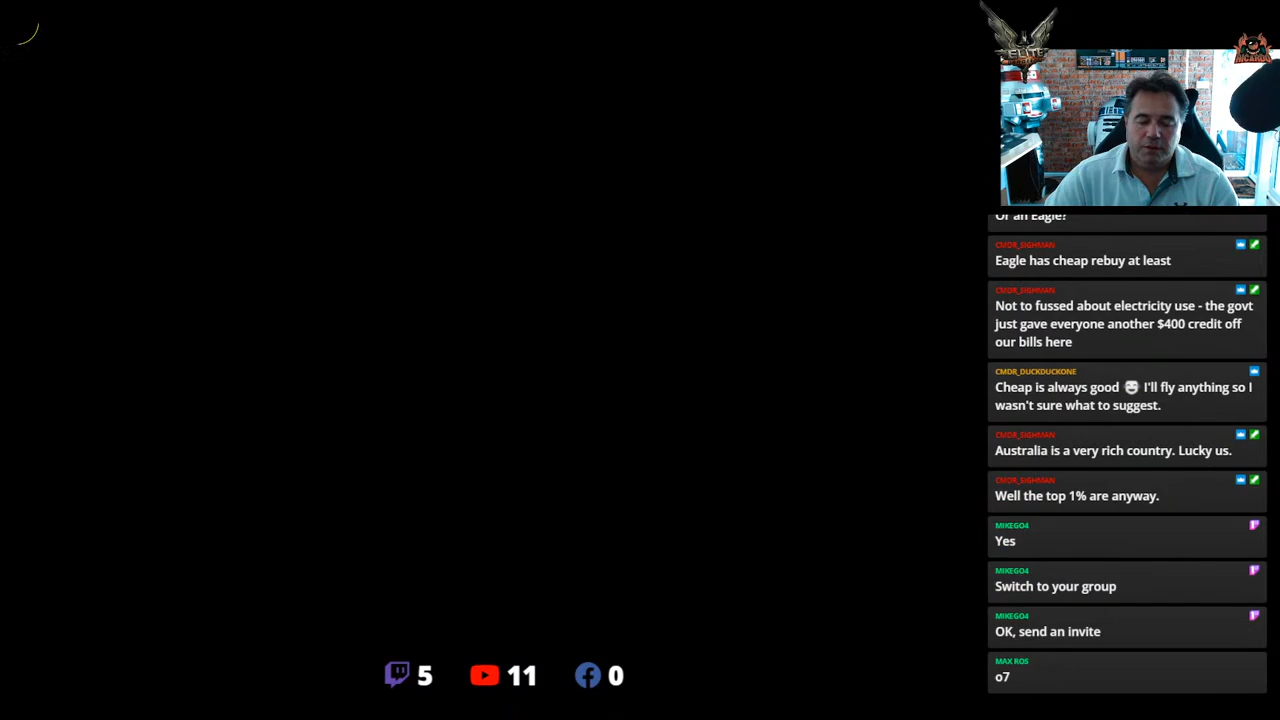 ELITE
RICARDO
Or an Eagle?
CMDR_SIGHMAN
Eagle has cheap rebuy at least
CMDR_SIGHMAN
Not to fussed about electricity use - the govt
just gave everyone another $400 credit off
our bills here
CMDR_DUCKDUCKONE
Cheap is always good I'll fly anything so I
wasn't sure what to suggest.
CMDR_SIGHMAN
Australia is a very rich country. Lucky us.
CMDR_SIGHMAN
Well the top 1% are anyway.
MIKEGO4
Yes
MIKEGO4
Switch to your group
MIKEGO4
OK, send an invite
MAX ROS
o7
5 11 0